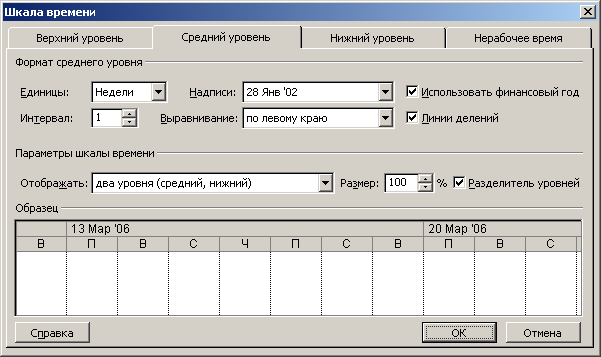 Шкала времени
Верхний уровень Средний уровень Нижний уровень Нерабочее время
Формат среднего уровня
Единицы: Недели Надписи: 28 Янв '02 Использовать финансовый год
Интервал: 1 Выравнивание: по левому краю Линии делений
Параметры шкалы времени
Отображать: два уровня (средний, нижний) Размер: 100 % Разделитель уровней
Образец
13 Мар '06 20 Мар '06
В П В С Ч П С В П В С
Справка ОК Отмена